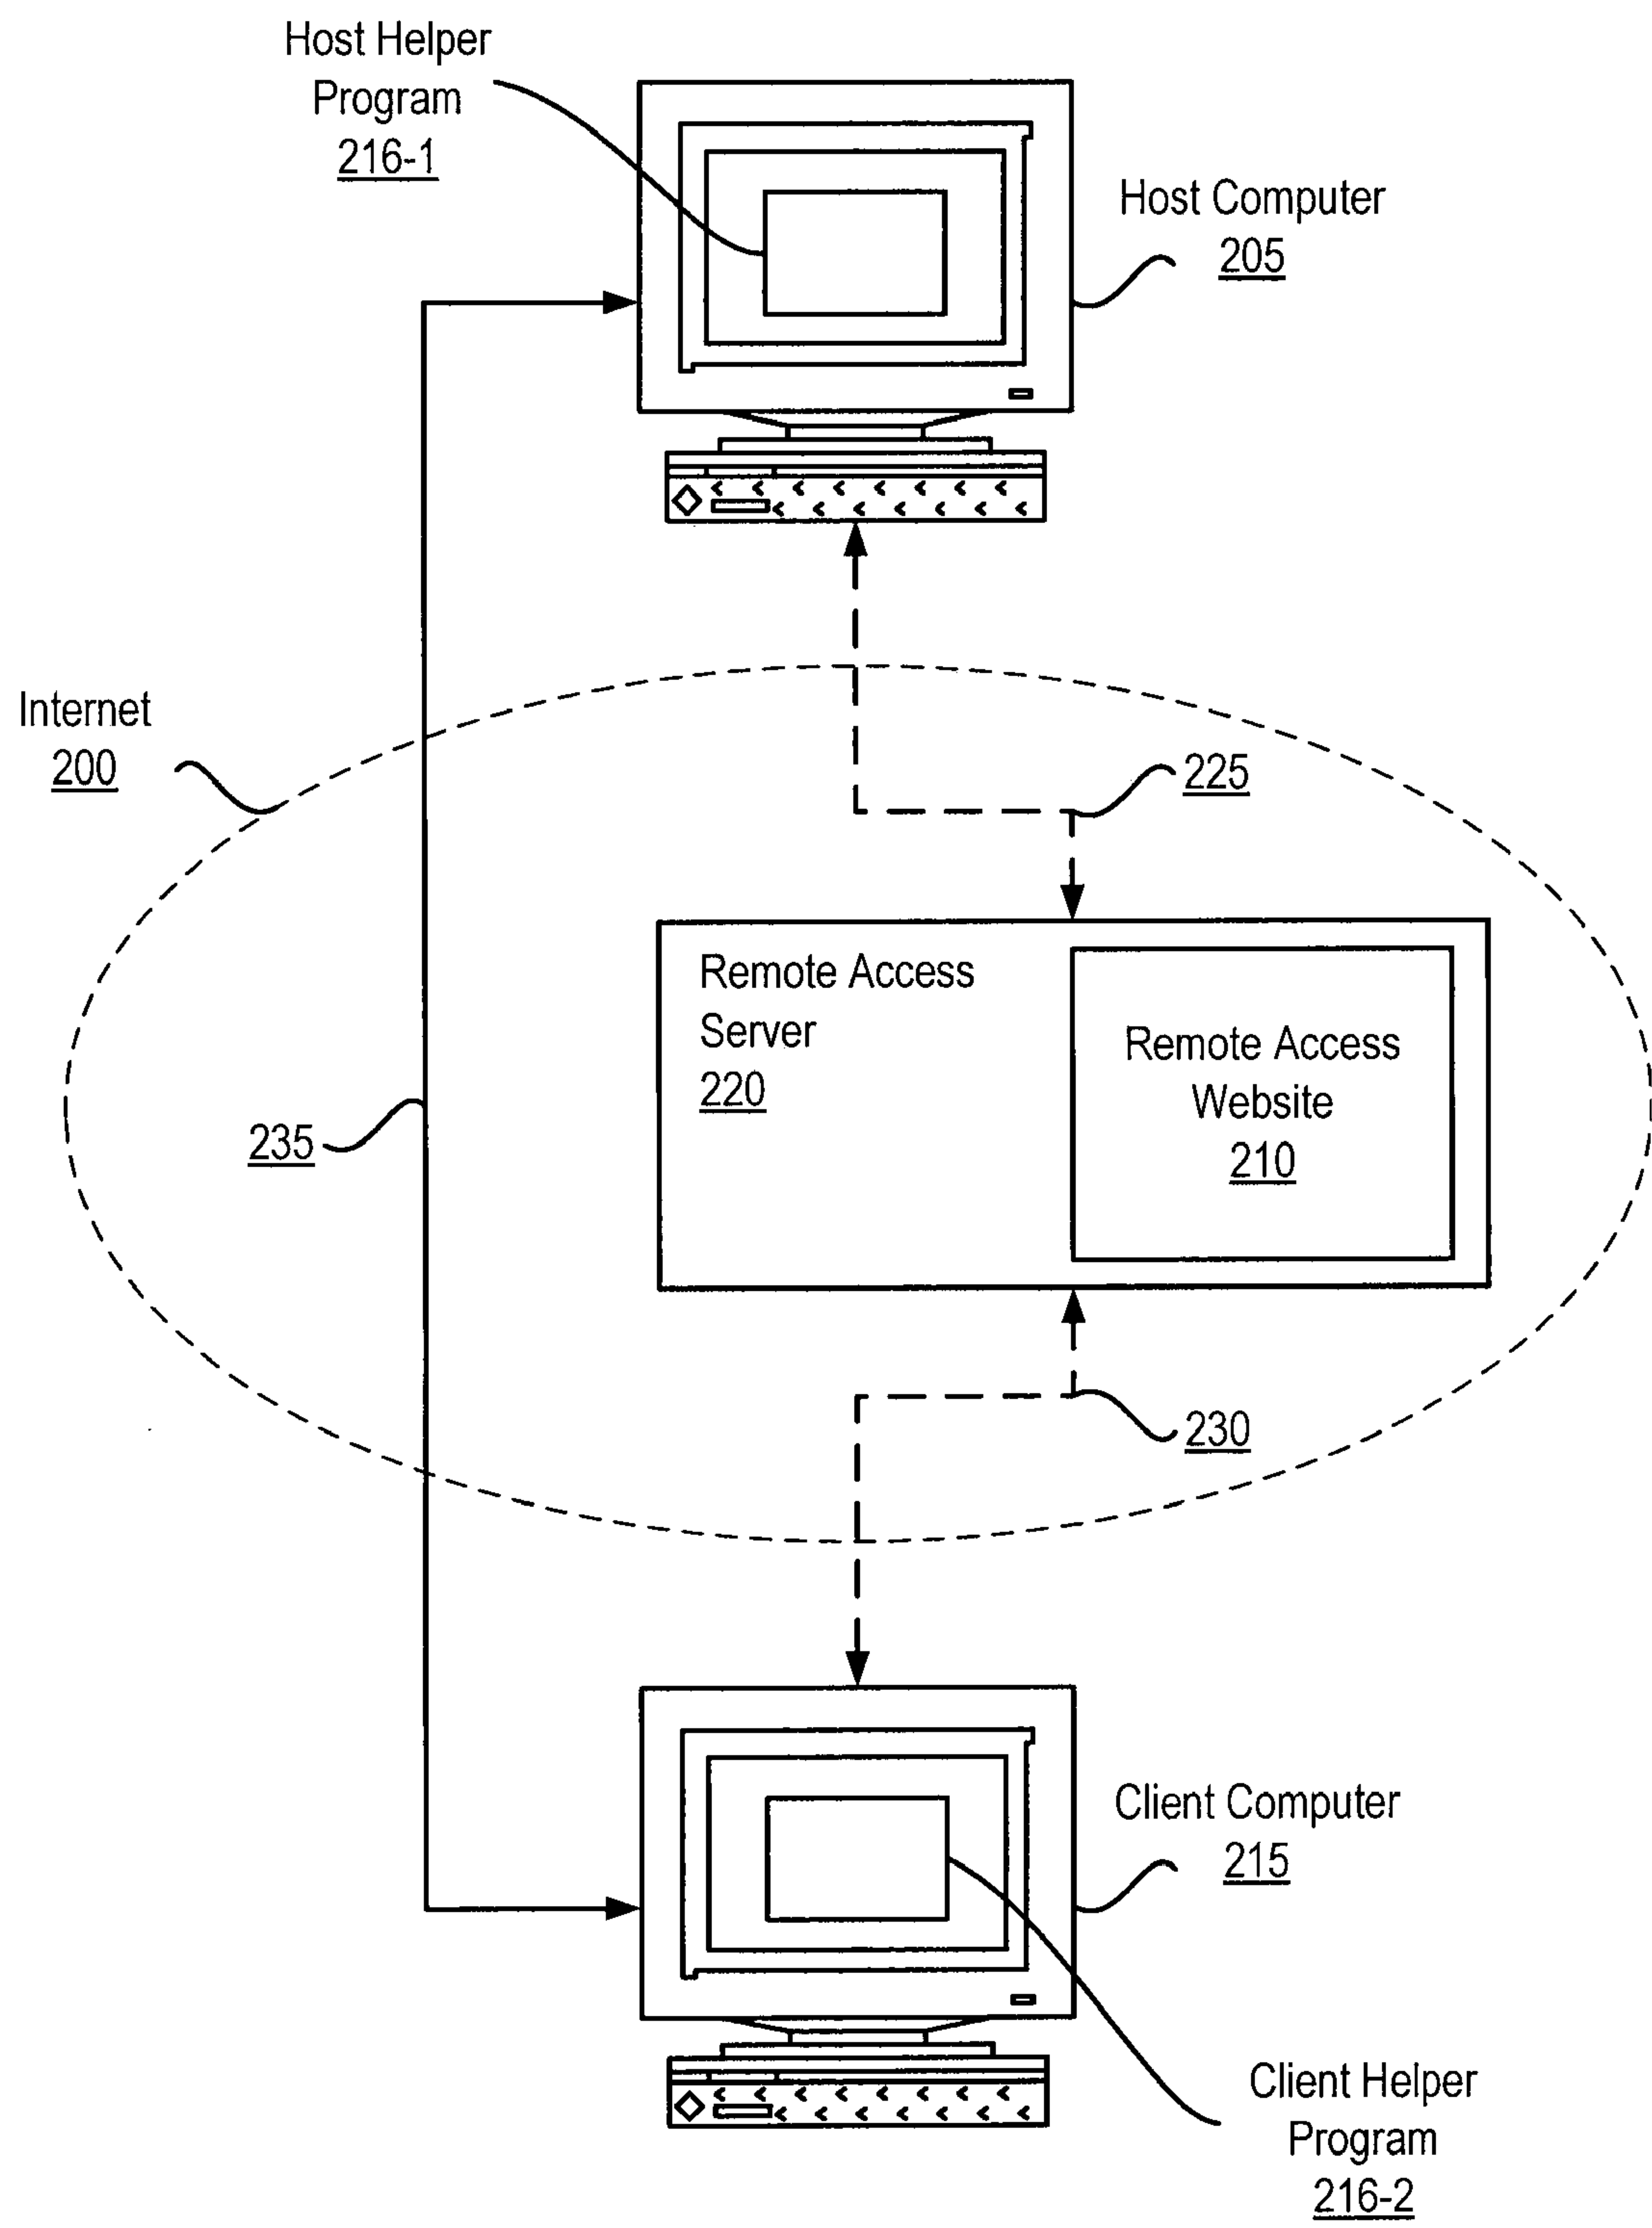 Host Helper
Program
216-1
Host Computer
205
Internet
200
225
Remote Access
Server
220
Remote Access
Website
210
235
230
Client Computer
215
Client Helper
Program
216-2